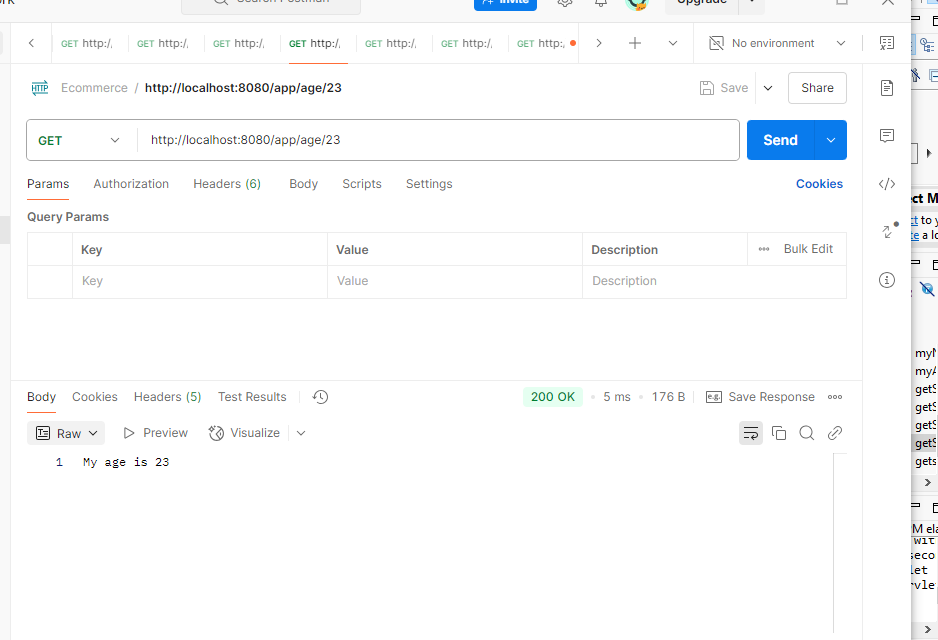 Search Postman
Invite
Upgrade
GET http:/,
GET http:/,
GET http:/,
GET http:/,
GET http:/,
GET http:/,
GET http:,
No environment
HTTP
Ecommerce / http://localhost:8080/app/age/23
Save
Share
GET
http://localhost:8080/app/age/23
Send
Params
Authorization
Headers (6)
Body
Scripts
Settings
Cookies
Query Params
Key
Value
Description
Bulk Edit
Key
Value
Description
Body
Cookies
Headers (5)
Test Results
200 OK
5 ms
176 B
e.g.
Save Response
Raw
Preview
Visualize
1 My age is 23
ct M
ct to y
te a lo
myN
myA
getS
getS
getS
getS
gets
M ela
wit
seco
let
rvlet